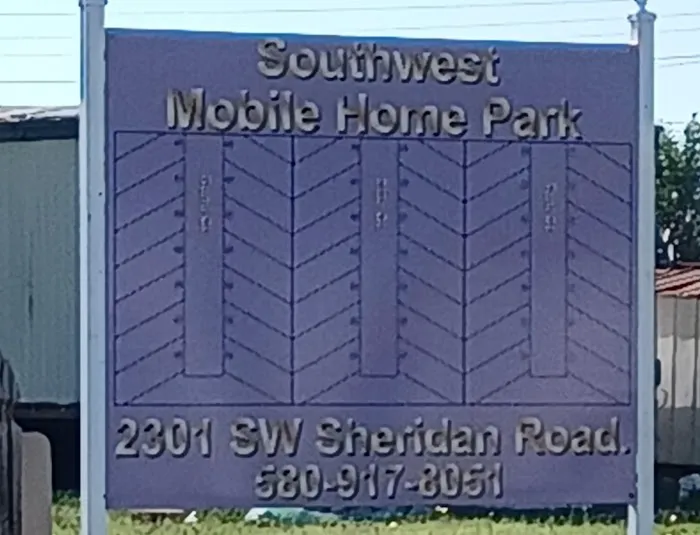 Southwest
Mobile Home Park
2301 SW Sheridan Road.
580-917-8051